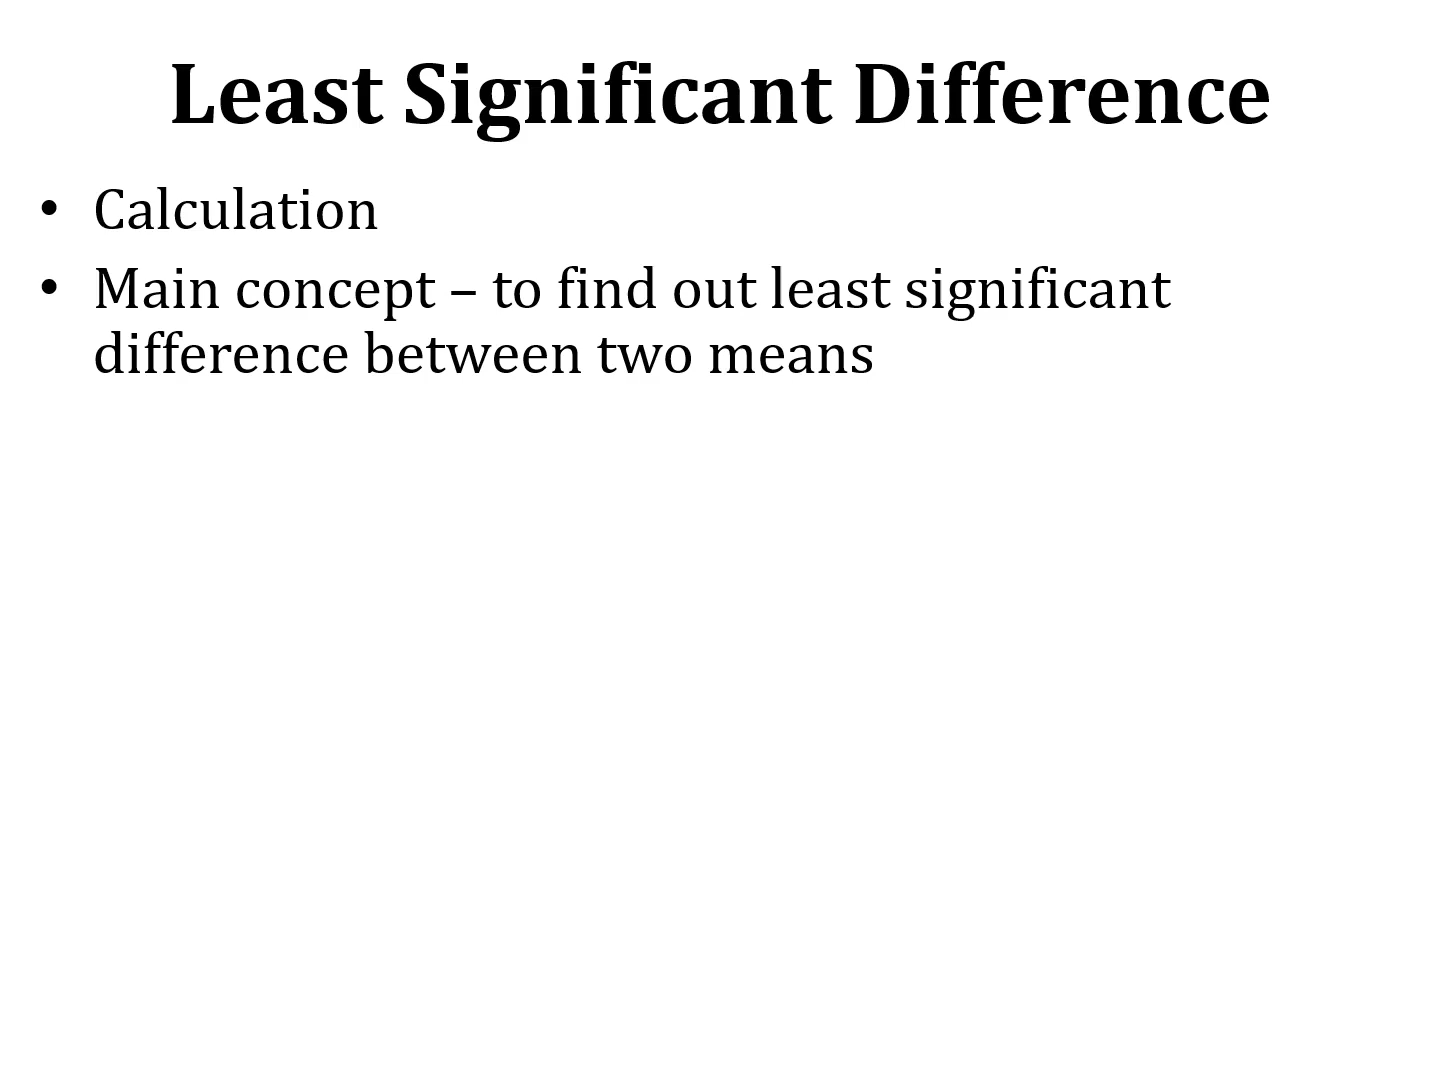 Least Significant Difference
• Calculation
• Main concept – to find out least significant
difference between two means